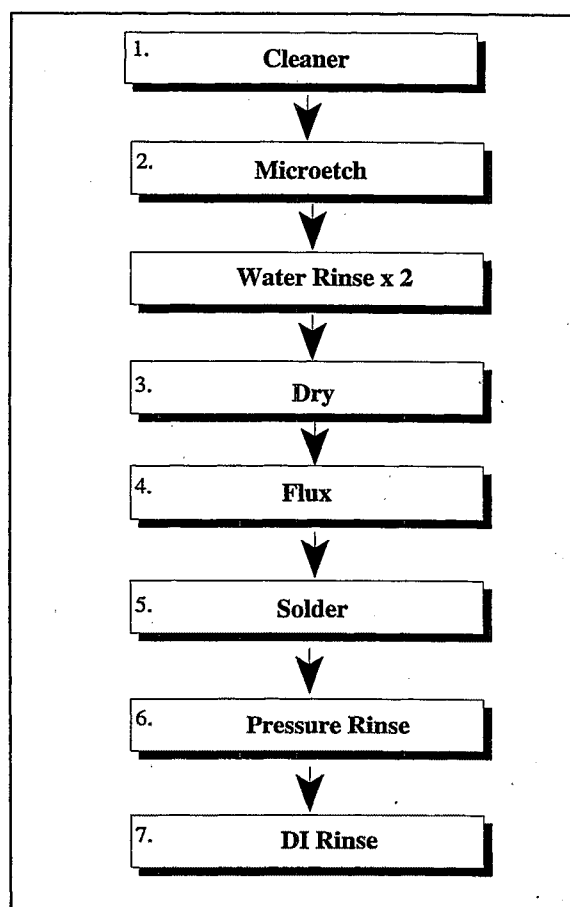 1. Cleaner
2. Microetch
Water Rinse x 2
3. Dry
4. Flux
5. Solder
6. Pressure Rinse
7. DI Rinse